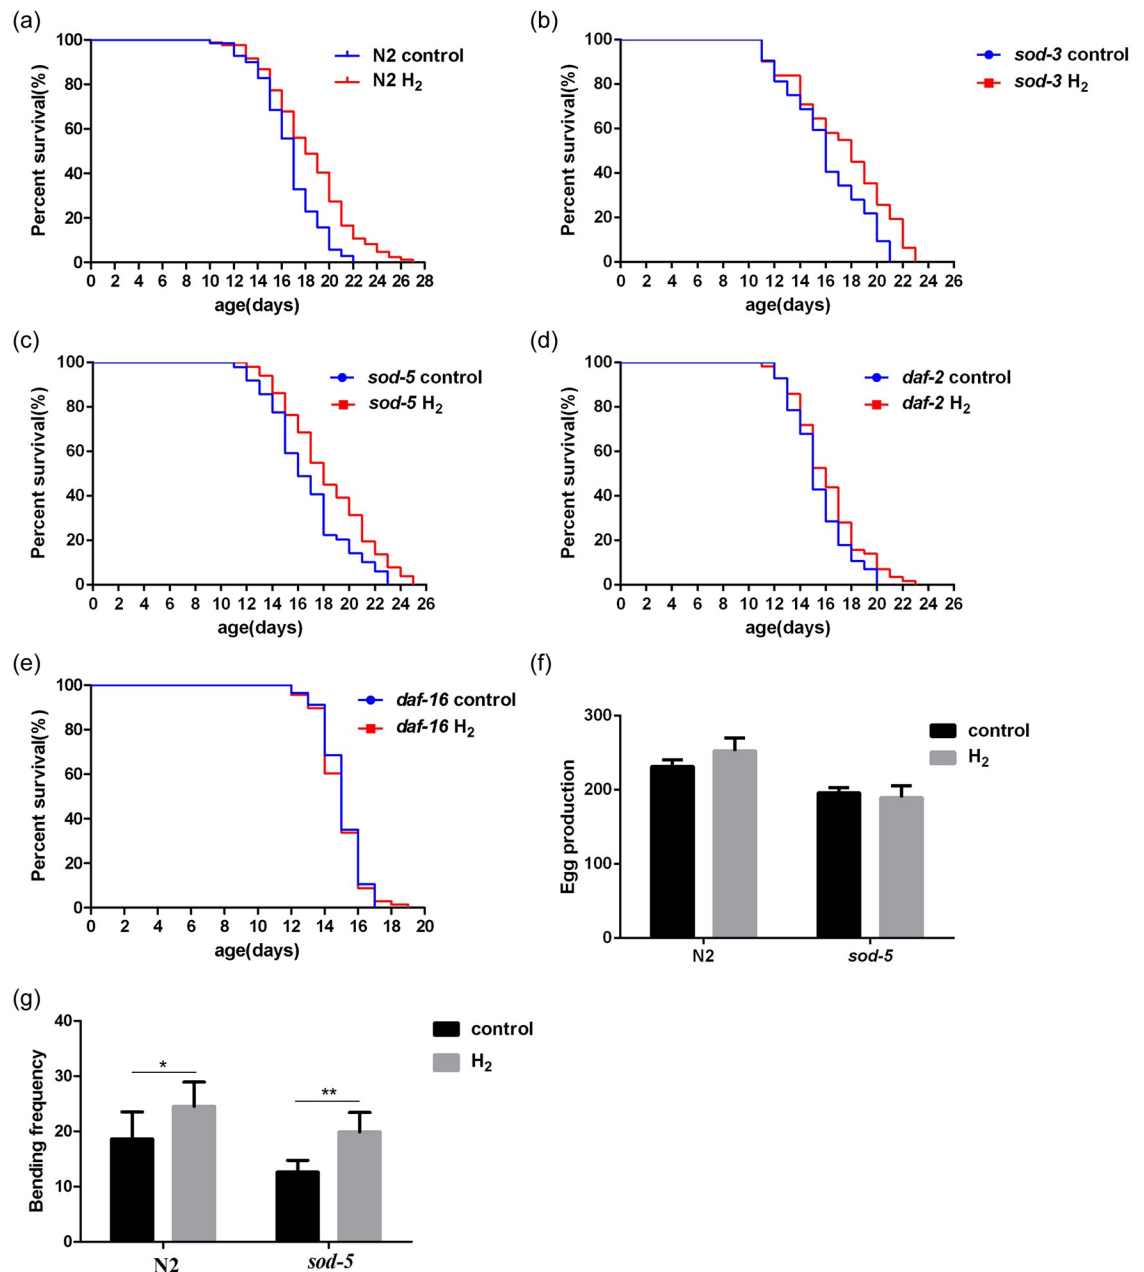 (a)
100
80
60
40
20
0
Percent survival(%)
N2 control
N2 H₂
0 2 4 6 8 10 12 14 16 18 20 22 24 26 28
age(days)
(b)
100
80
60
40
20
0
Percent survival(%)
sod-3 control
sod-3 H₂
0 2 4 6 8 10 12 14 16 18 20 22 24 26
age(days)
(c)
100
80
60
40
20
0
Percent survival(%)
sod-5 control
sod-5 H₂
0 2 4 6 8 10 12 14 16 18 20 22 24 26
age(days)
(d)
100
80
60
40
20
0
Percent survival(%)
daf-2 control
daf-2 H₂
0 2 4 6 8 10 12 14 16 18 20 22 24 26
age(days)
(e)
100
80
60
40
20
0
Percent survival(%)
daf-16 control
daf-16 H₂
0 2 4 6 8 10 12 14 16 18 20
age(days)
(f)
300
200
100
0
Egg production
control
H₂
N2 sod-5
(g)
40
30
20
10
0
Bending frequency
* **
control
H₂
N2 sod-5